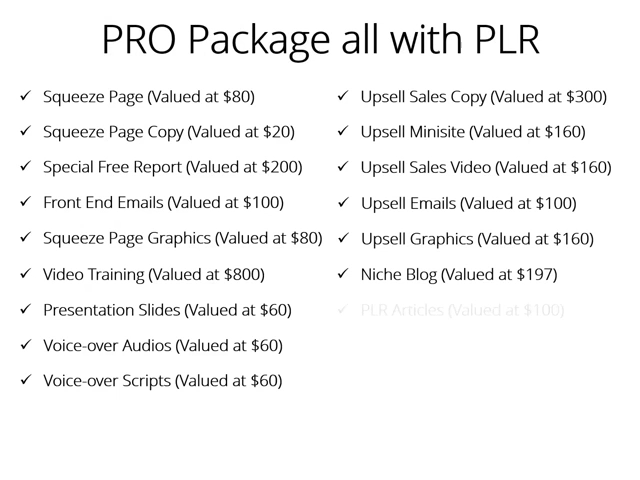 PRO Package all with PLR
✓ Squeeze Page (Valued at $80)
✓ Squeeze Page Copy (Valued at $20)
✓ Special Free Report (Valued at $200)
✓ Front End Emails (Valued at $100)
✓ Squeeze Page Graphics (Valued at $80)
✓ Video Training (Valued at $800)
✓ Presentation Slides (Valued at $60)
✓ Voice-over Audios (Valued at $60)
✓ Voice-over Scripts (Valued at $60)
✓ Upsell Sales Copy (Valued at $300)
✓ Upsell Minisite (Valued at $160)
✓ Upsell Sales Video (Valued at $160)
✓ Upsell Emails (Valued at $100)
✓ Upsell Graphics (Valued at $160)
✓ Niche Blog (Valued at $197)
✓ PLR Articles (Valued at $100)